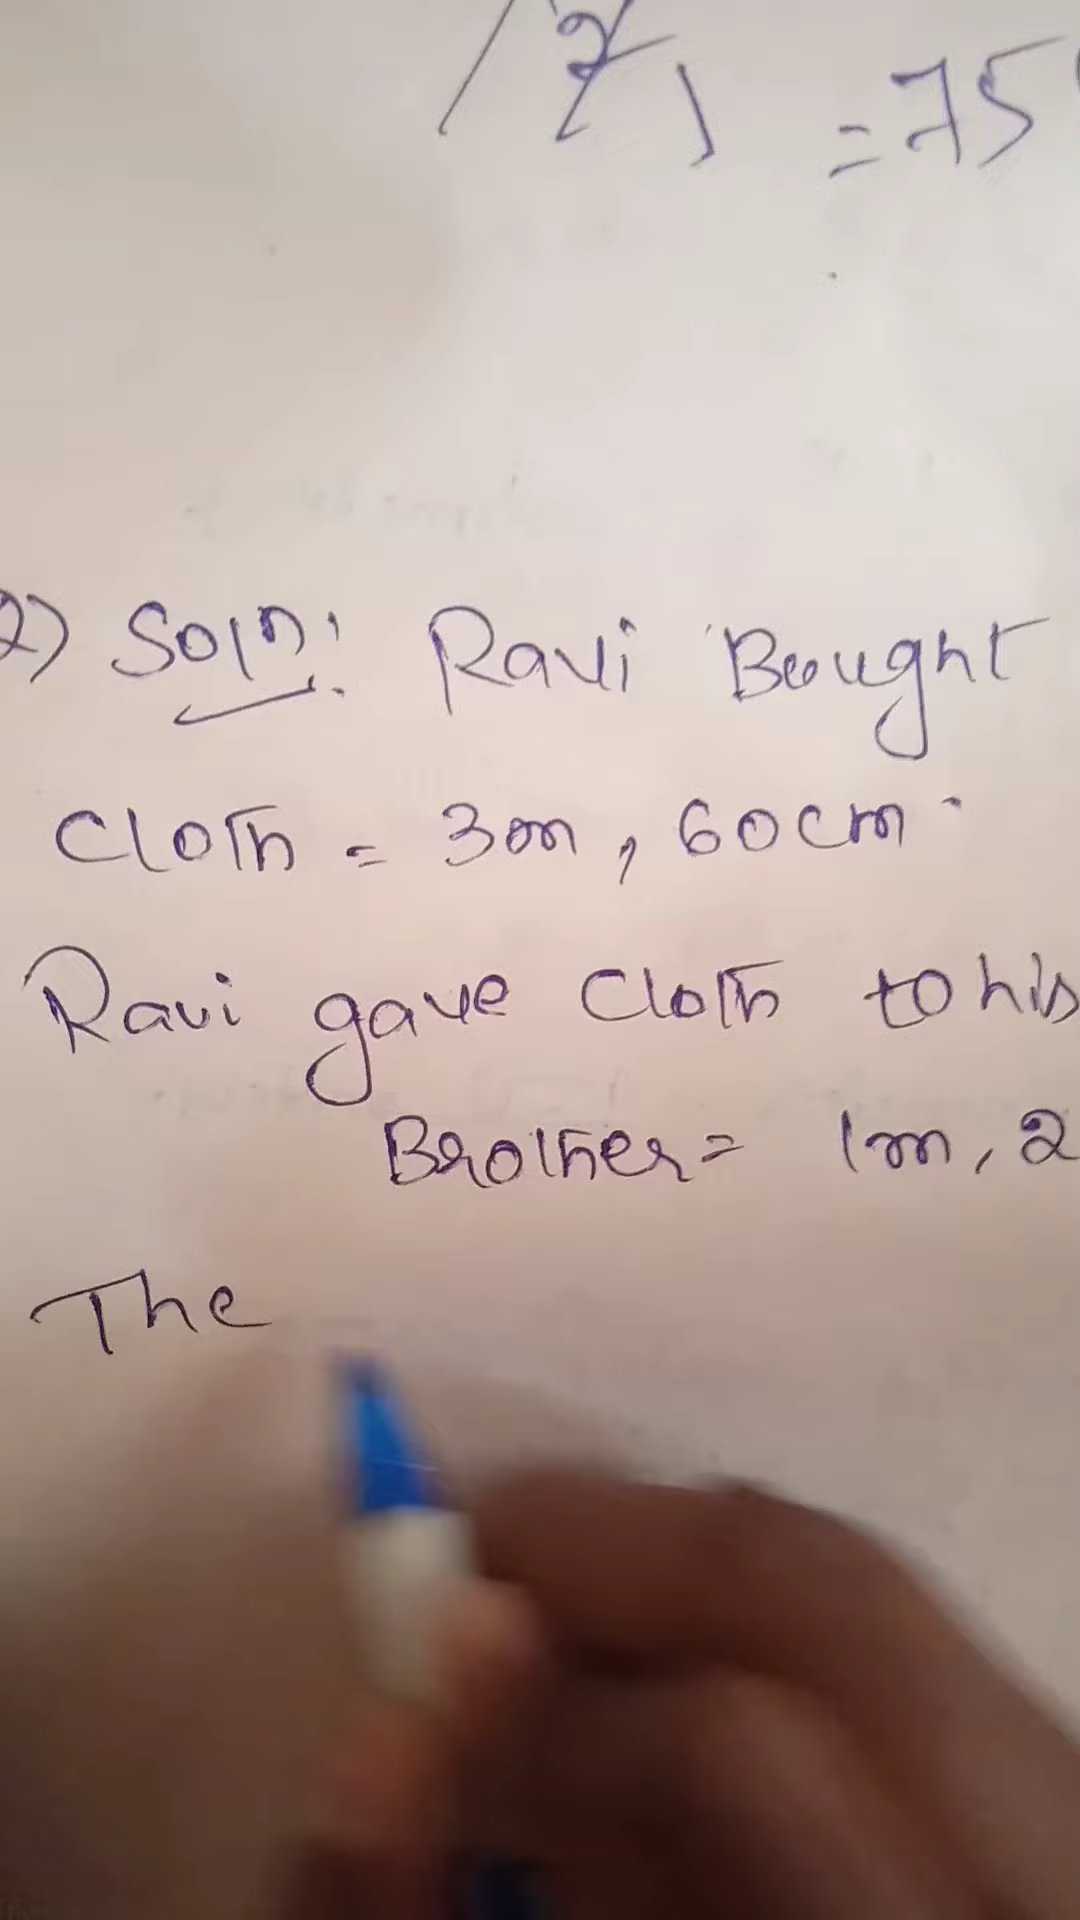 = 75
2) Soln: Ravi Bought
Cloth = 3m, 60cm.
Ravi gave Cloth to his
Brother = 1m, 2
The